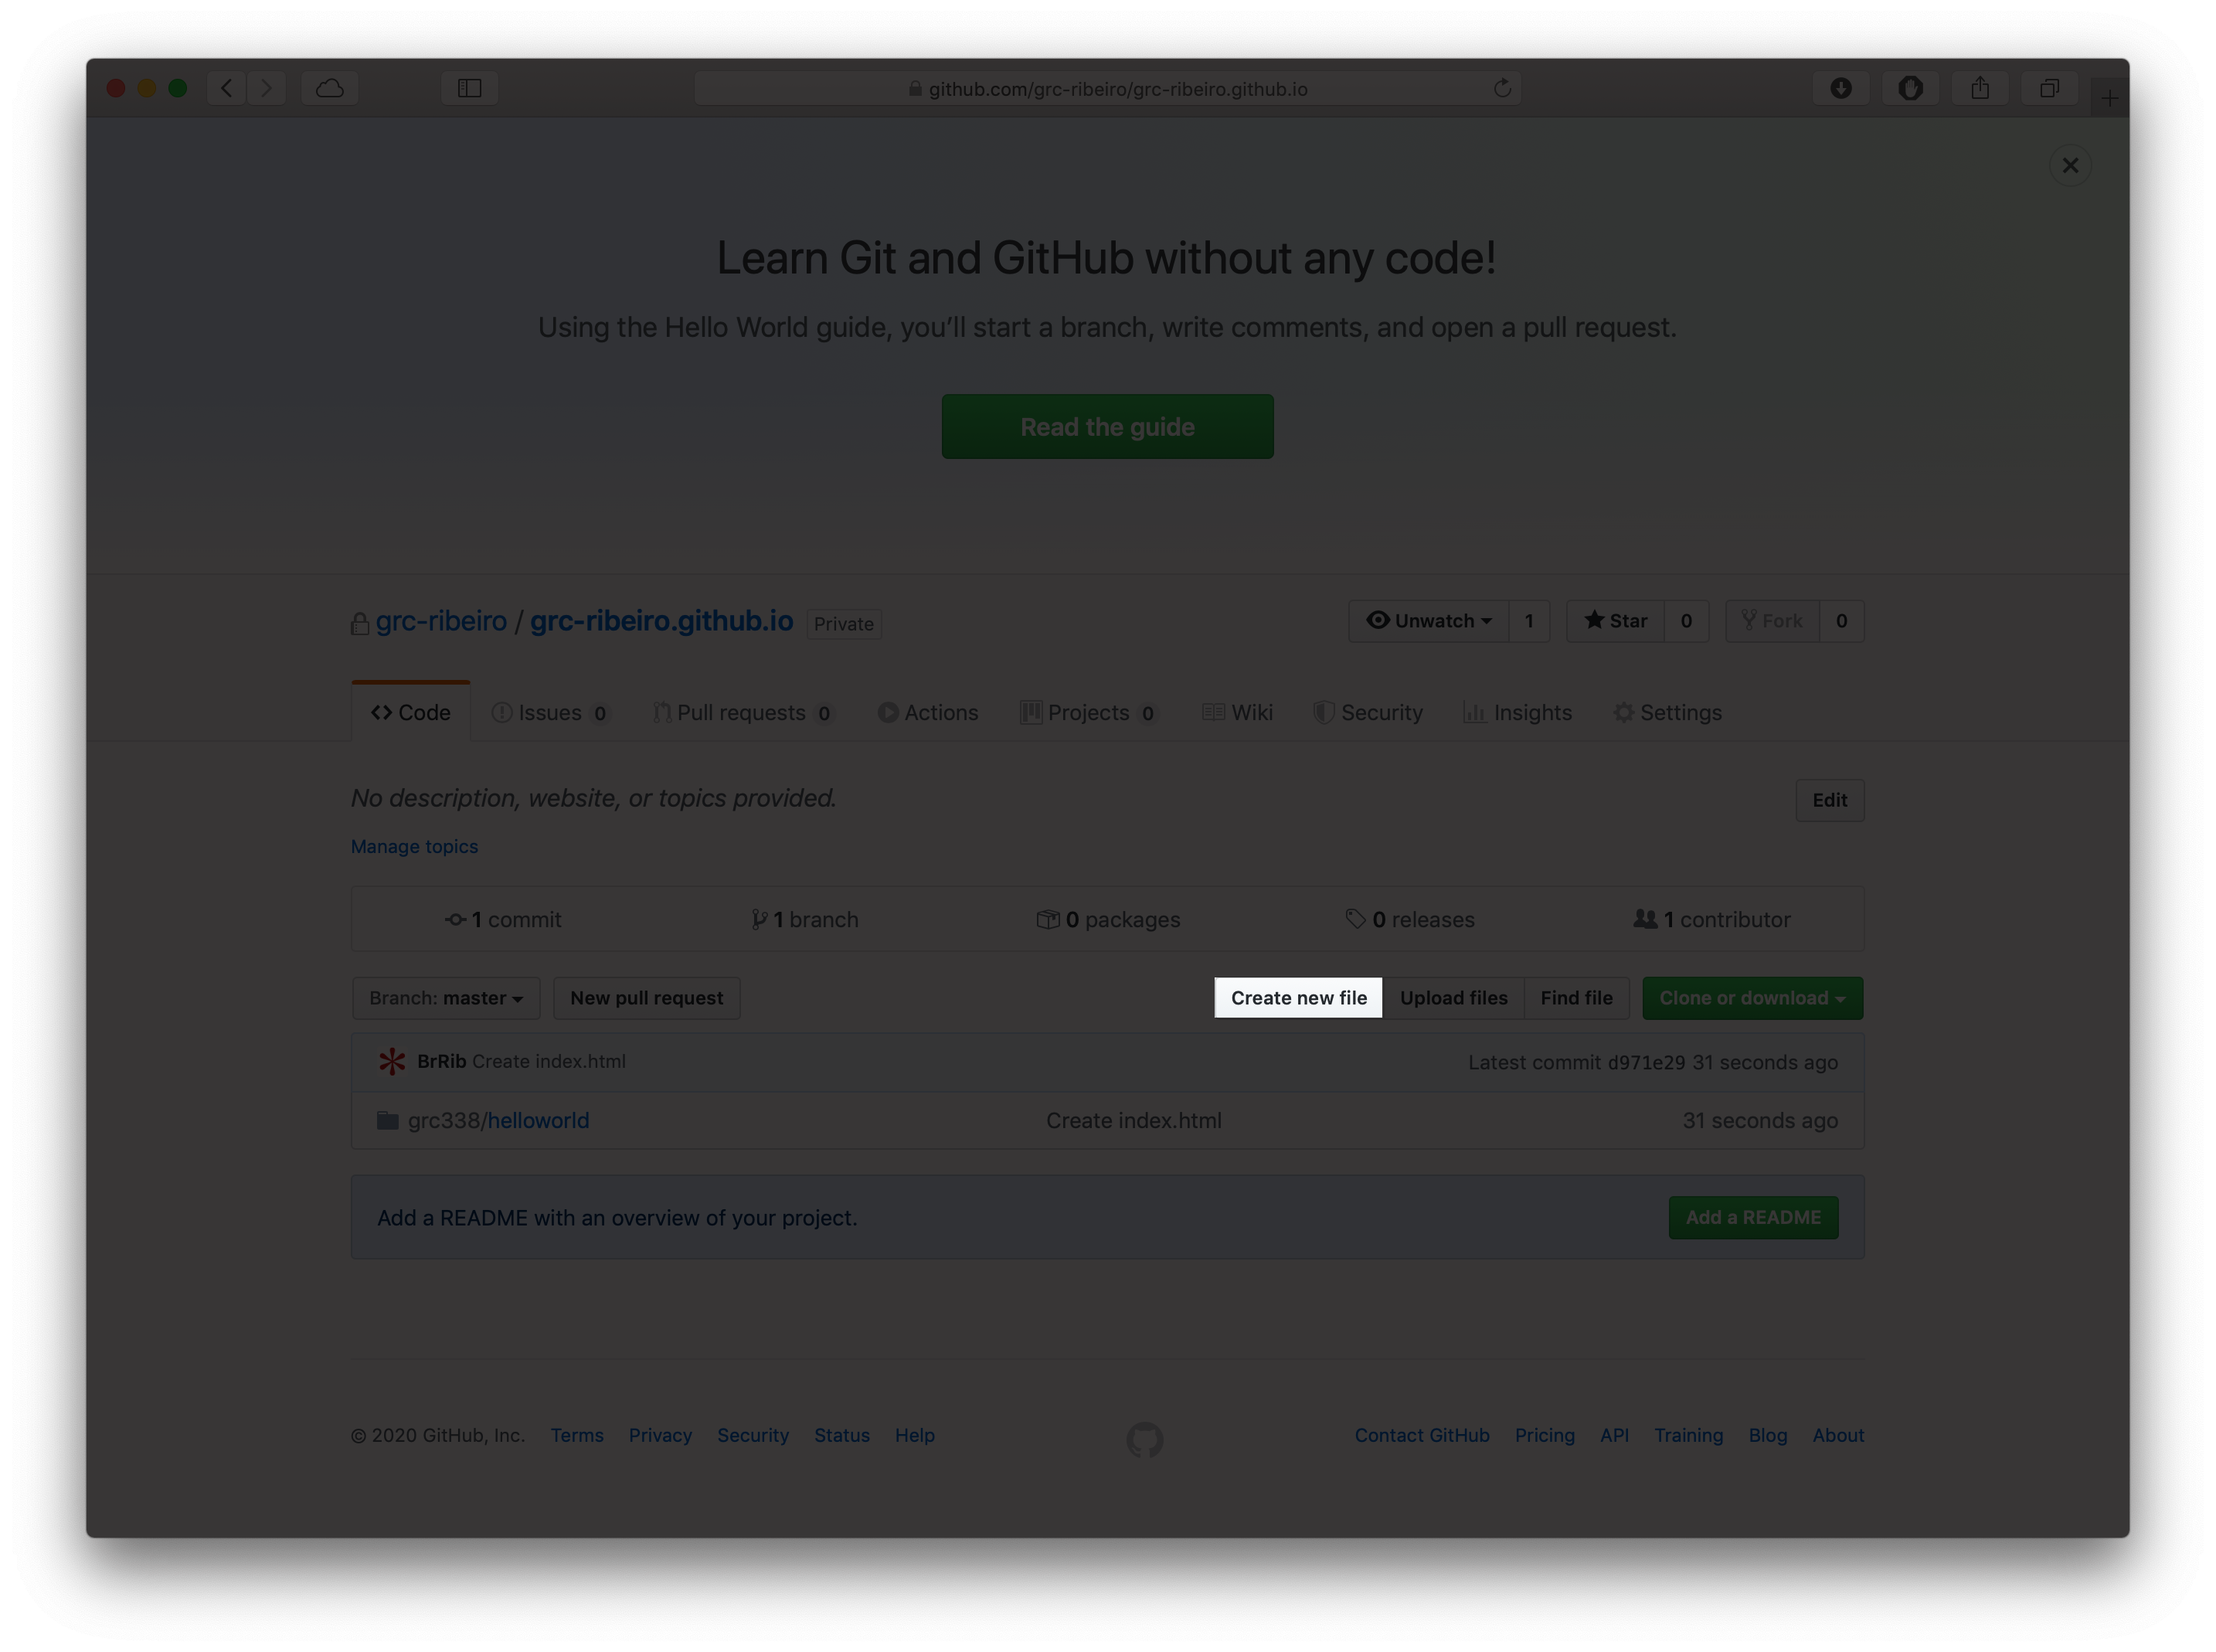 github.com/grc-ribeiro/grc-ribeiro.github.io
Learn Git and GitHub without any code!
Using the Hello World guide, you’ll start a branch, write comments, and open a pull request.
Read the guide
grc-ribeiro / grc-ribeiro.github.io Private Unwatch 1 Star 0 Fork 0
Code Issues 0 Pull requests 0 Actions Projects 0 Wiki Security Insights Settings
No description, website, or topics provided. Edit
Manage topics
1 commit 1 branch 0 packages 0 releases 1 contributor
Branch: master New pull request Create new file Upload files Find file Clone or download
BrRib Create index.html Latest commit d971e29 31 seconds ago
grc338/helloworld Create index.html 31 seconds ago
Add a README with an overview of your project. Add a README
© 2020 GitHub, Inc. Terms Privacy Security Status Help Contact GitHub Pricing API Training Blog About